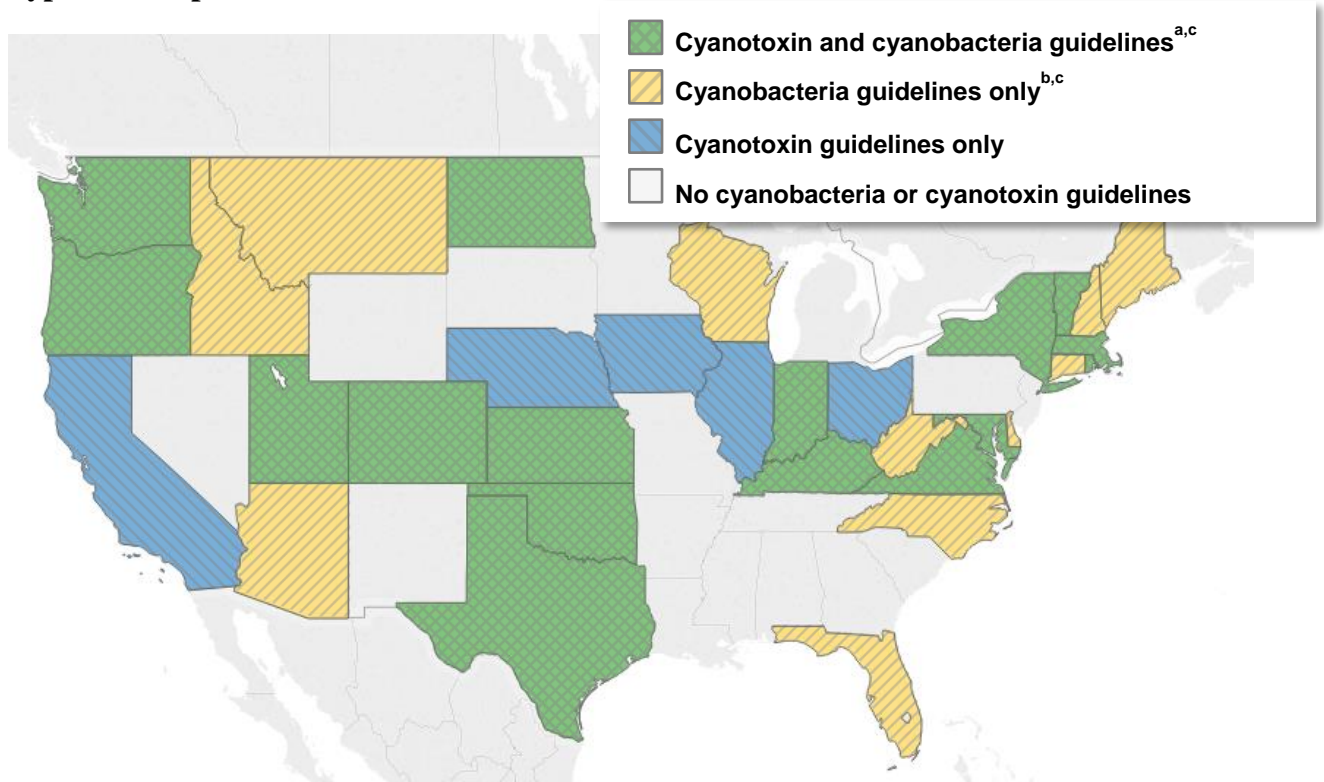 Cyanotoxin and cyanobacteria guidelines^a,c
Cyanobacteria guidelines only^b,c
Cyanotoxin guidelines only
No cyanobacteria or cyanotoxin guidelines